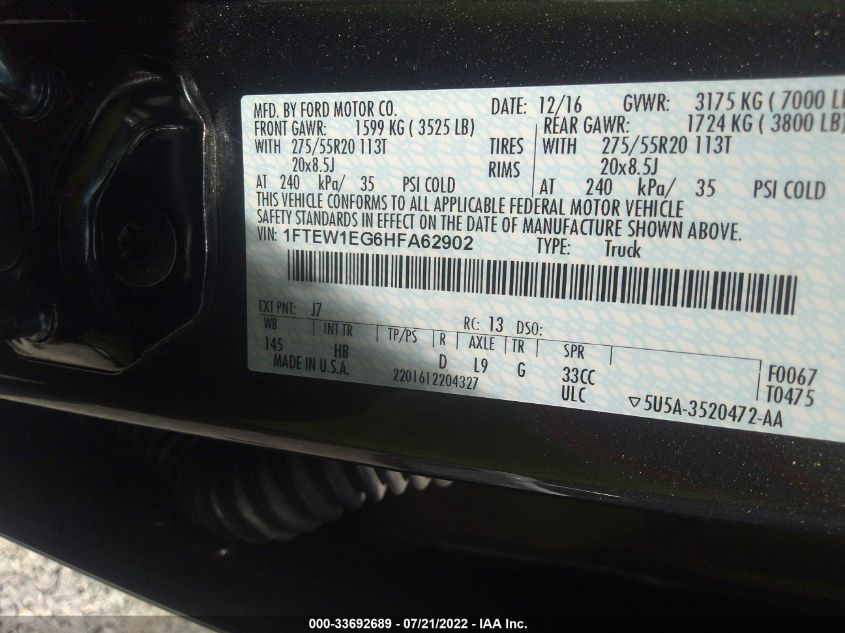 MFD. BY FORD MOTOR CO. DATE: 12/16 GVWR: 3175 KG ( 7000 L
FRONT GAWR: 1599 KG ( 3525 LB) REAR GAWR: 1724 KG ( 3800 LB)
WITH 275/55R20 113T TIRES WITH 275/55R20 113T
20x8.5J RIMS 20x8.5J
AT 240 kPa/ 35 PSI COLD AT 240 kPa/ 35 PSI COLD
THIS VEHICLE CONFORMS TO ALL APPLICABLE FEDERAL MOTOR VEHICLE
SAFETY STANDARDS IN EFFECT ON THE DATE OF MANUFACTURE SHOWN ABOVE.
VIN: 1FTEW1EG6HFA62902 TYPE: Truck
EXT PNT: J7 RC: 13 DSO:
WB INT TR TP/PS R AXLE TR SPR
145 HB D L9 G 33CC F0067
MADE IN U.S.A. 2201612204327 ULC T0475
▽5U5A-3520472-AA
000-33692689 - 07/21/2022 - IAA Inc.